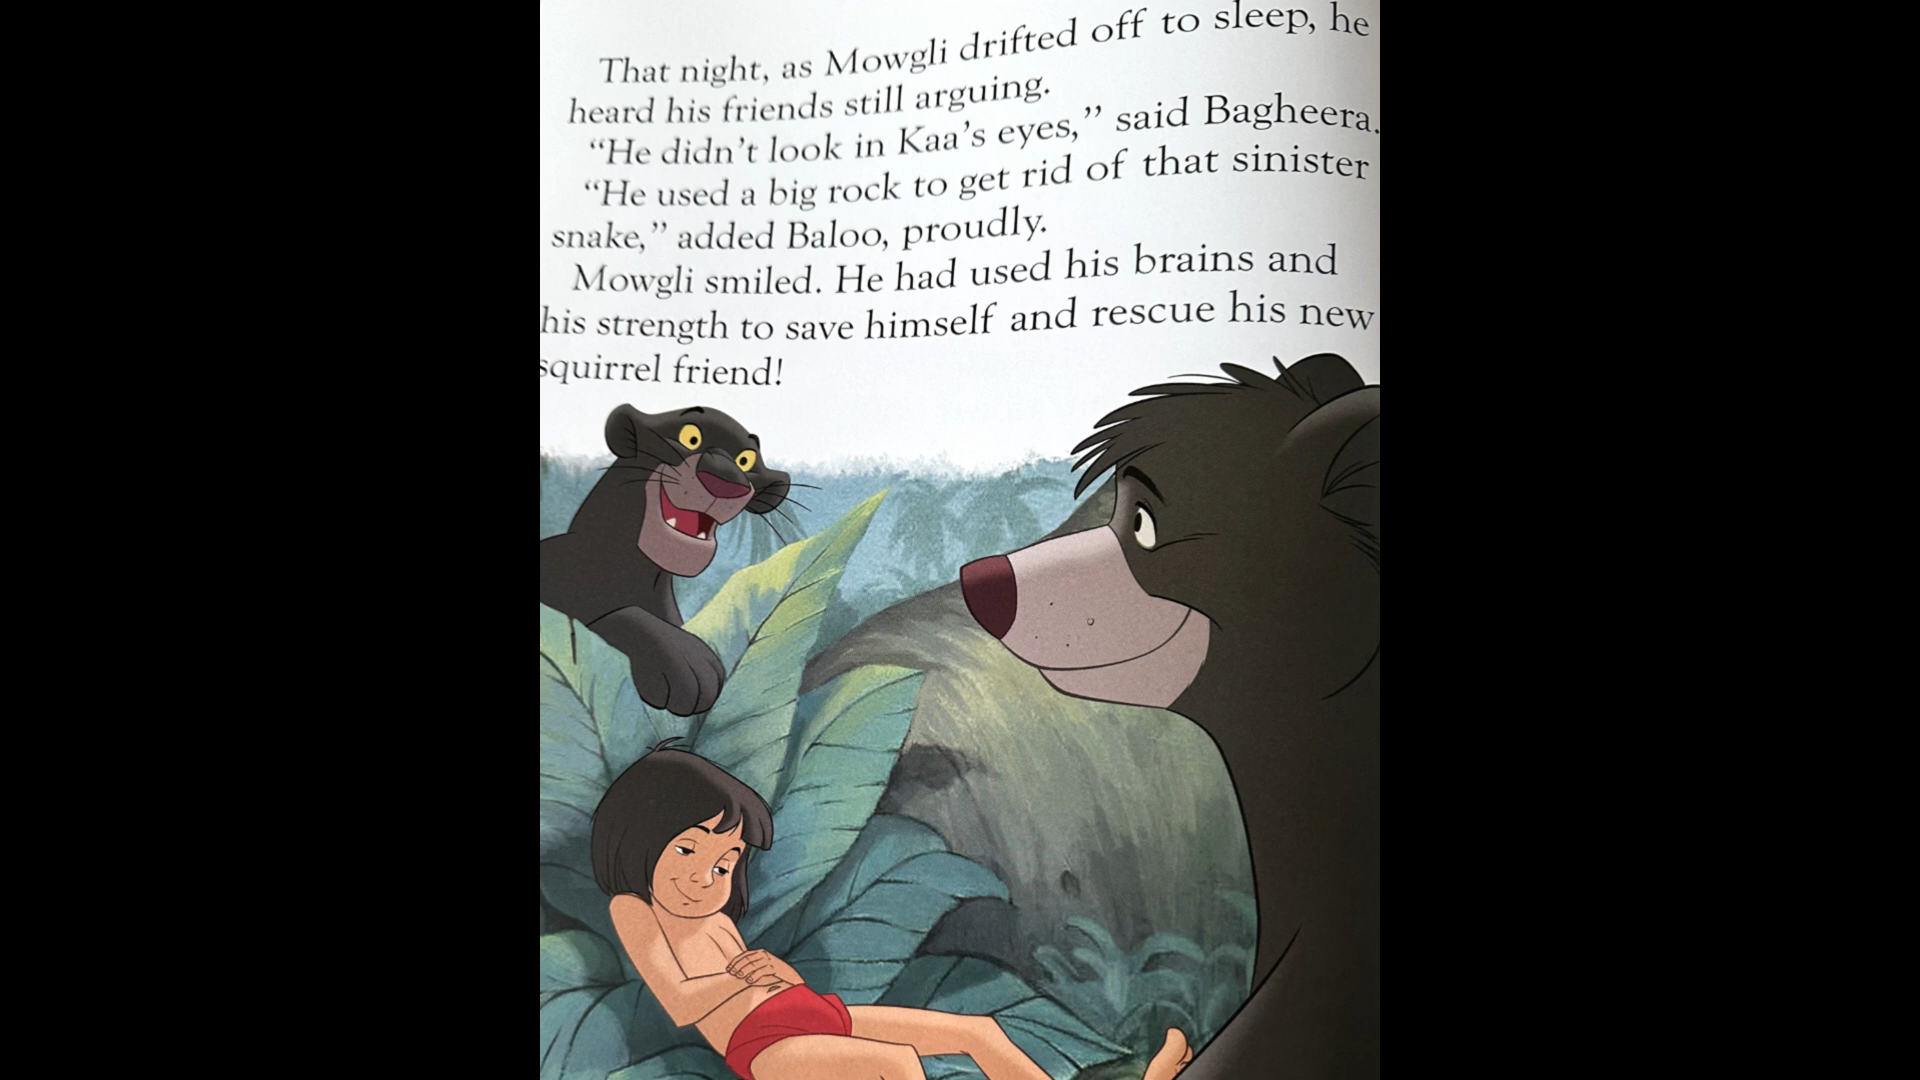 That night, as Mowgli drifted off to sleep, he
heard his friends still arguing.
“He didn’t look in Kaa’s eyes,” said Bagheera.
“He used a big rock to get rid of that sinister
snake,” added Baloo, proudly.
Mowgli smiled. He had used his brains and
his strength to save himself and rescue his new
squirrel friend!